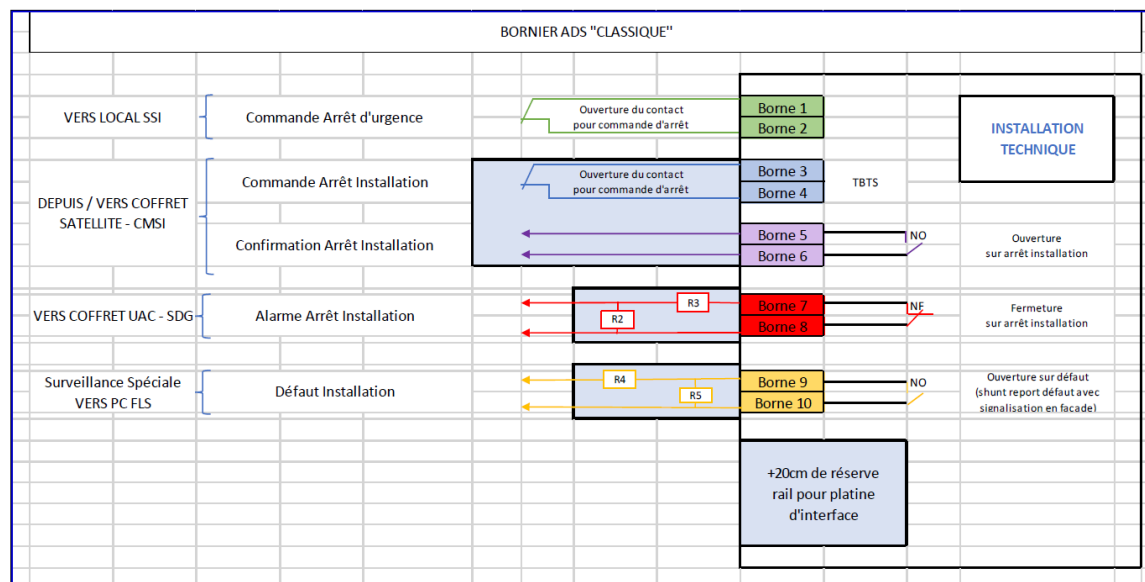 BORNIER ADS "CLASSIQUE"
VERS LOCAL SSI
Commande Arrêt d'urgence
Ouverture du contact
pour commande d'arrêt
Borne 1
Borne 2
INSTALLATION
TECHNIQUE
DEPUIS / VERS COFFRET
SATELLITE - CMSI
Commande Arrêt Installation
Ouverture du contact
pour commande d'arrêt
Borne 3
Borne 4
TBTS
Confirmation Arrêt Installation
Borne 5
Borne 6
NO
Ouverture
sur arrêt installation
VERS COFFRET UAC - SDG
Alarme Arrêt Installation
R3
R2
Borne 7
Borne 8
NF
Fermeture
sur arrêt installation
Surveillance Spéciale
VERS PC FLS
Défaut Installation
R4
R5
Borne 9
Borne 10
NO
Ouverture sur défaut
(shunt report défaut avec
signalisation en facade)
+20cm de réserve
rail pour platine
d'interface